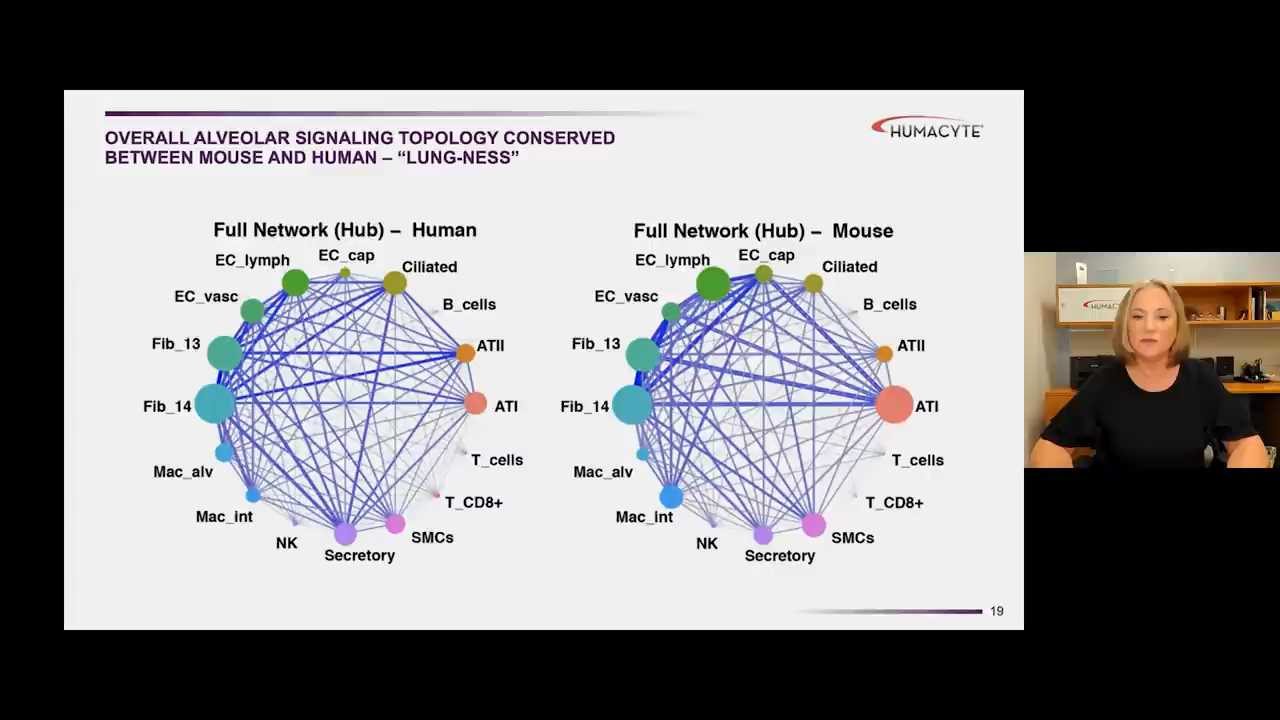 OVERALL ALVEOLAR SIGNALING TOPOLOGY CONSERVED
BETWEEN MOUSE AND HUMAN – “LUNG-NESS”
HUMACYTE
Full Network (Hub) – Human
EC_lymph
EC_cap
Ciliated
EC_vasc
B_cells
Fib_13
ATII
Fib_14
ATI
Mac_alv
T_cells
Mac_int
T_CD8+
NK
SMCs
Secretory
Full Network (Hub) – Mouse
EC_lymph
EC_cap
Ciliated
EC_vasc
B_cells
Fib_13
ATII
Fib_14
ATI
Mac_alv
T_cells
Mac_int
T_CD8+
NK
SMCs
Secretory
19
HUMACYTE